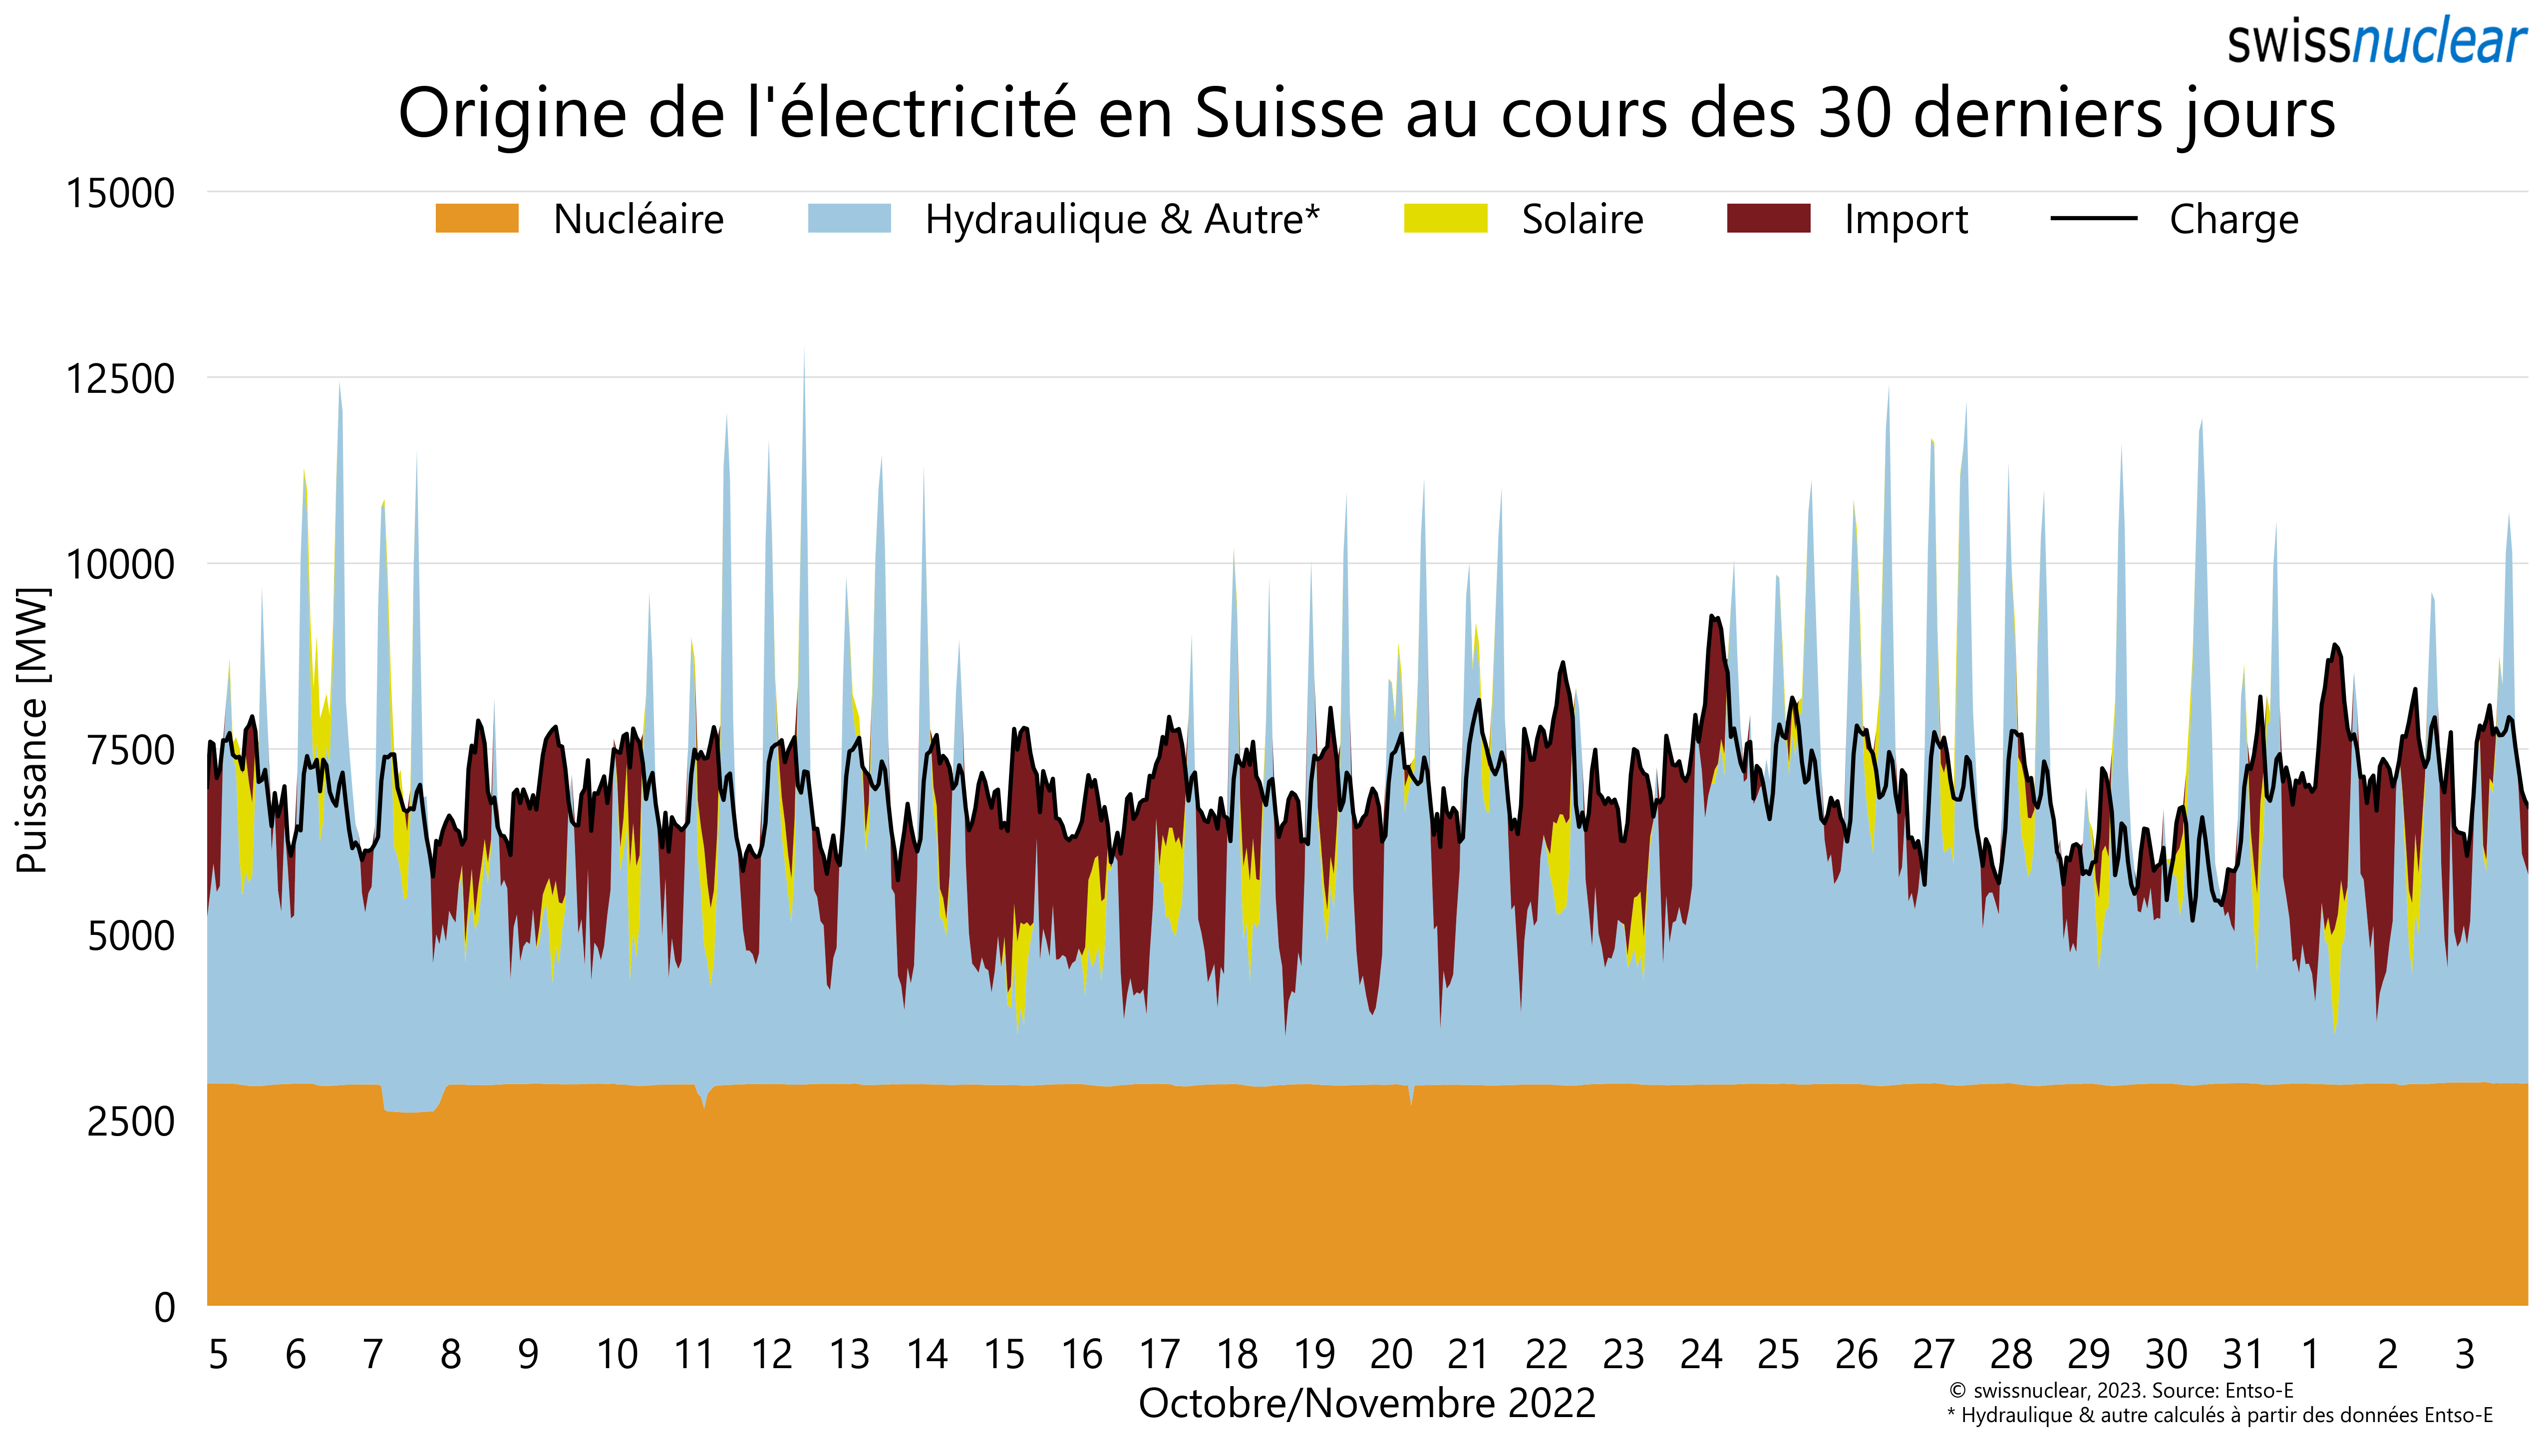 swissnuclear
Origine de l'électricité en Suisse au cours des 30 derniers jours
15000
Nucléaire Hydraulique & Autre* Solaire Import Charge
12500
10000
7500
5000
2500
0
Puissance [MW]
5 6 7 8 9 10 11 12 13 14 15 16 17 18 19 20 21 22 23 24 25 26 27 28 29 30 31 1 2 3
Octobre/Novembre 2022
© swissnuclear, 2023. Source: Entso-E
* Hydraulique & autre calculés à partir des données Entso-E